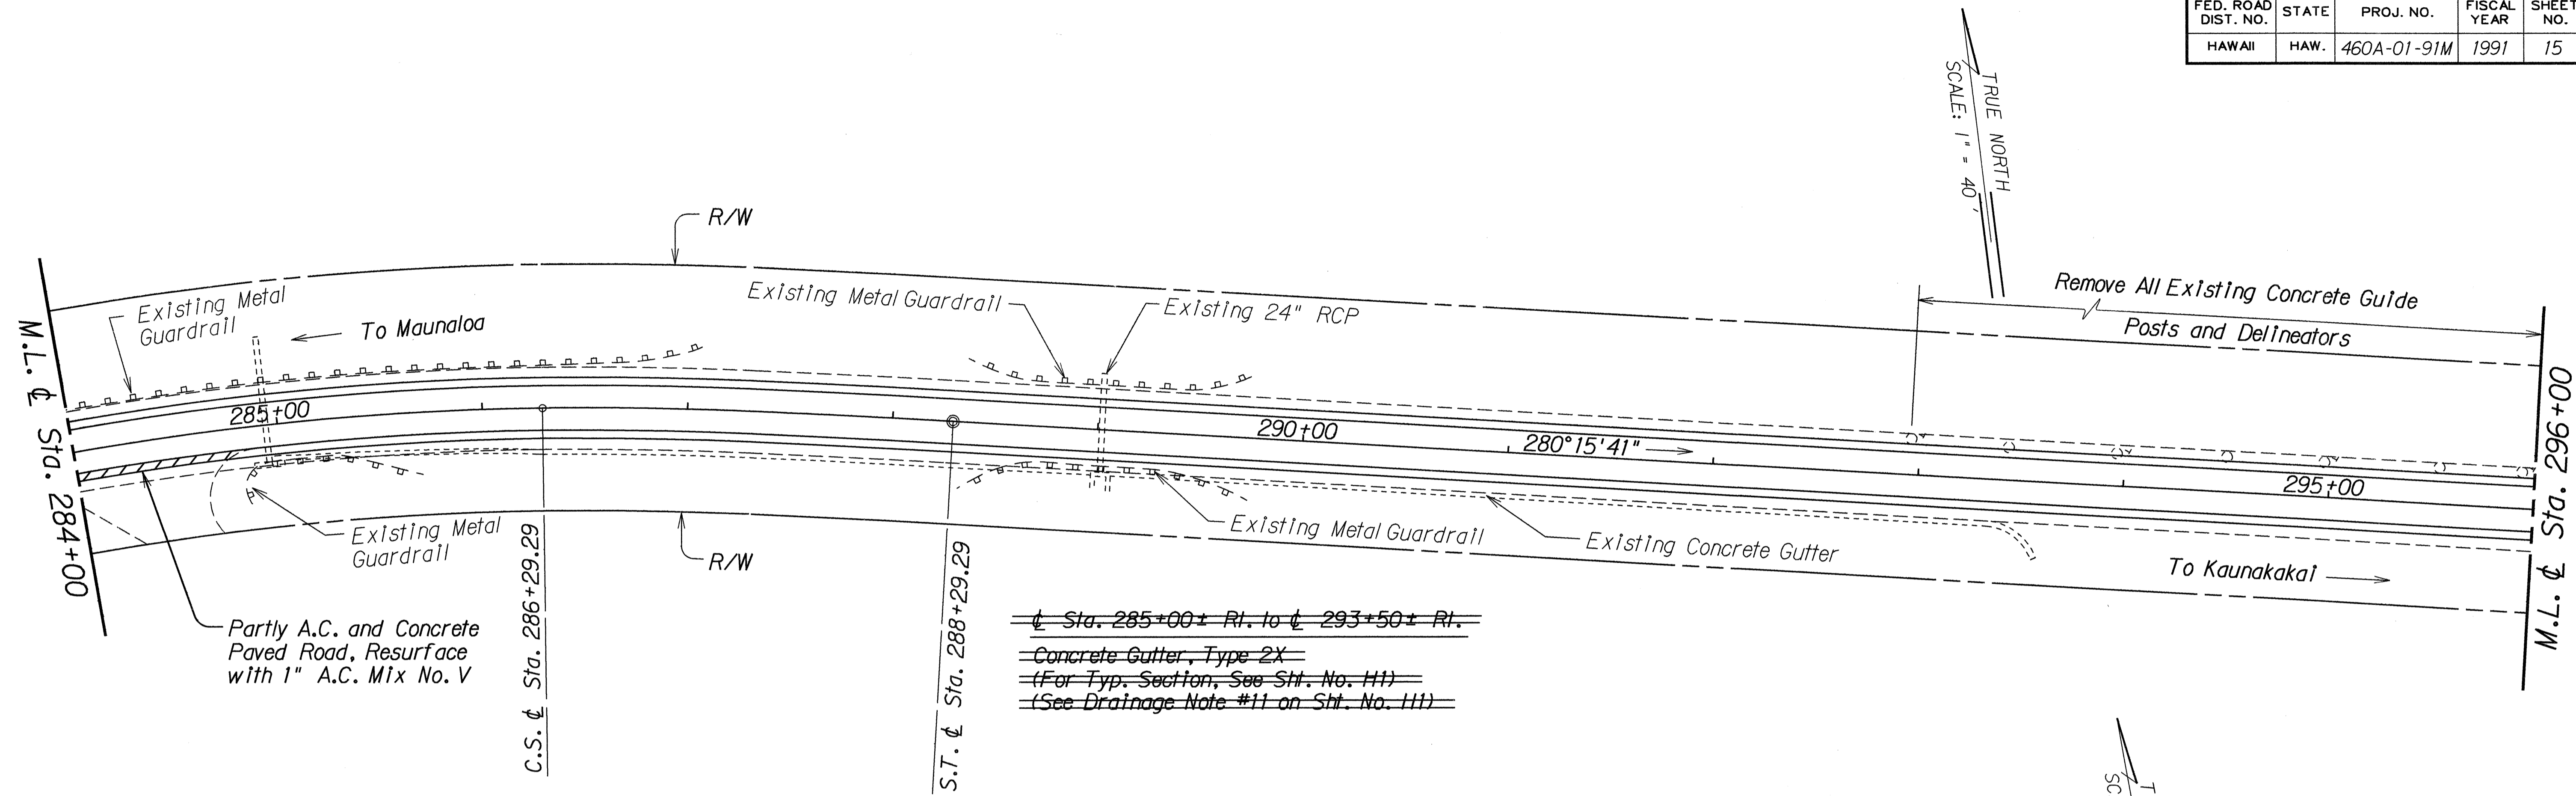 FED. ROAD DIST. NO. STATE PROJ. NO. FISCAL YEAR SHEET NO.
HAWAII HAW. 460A-01-91M 1991 15
TRUE NORTH
SCALE: 1" = 40'
R/W
Existing Metal
Guardrail
To Maunaloa
Existing Metal Guardrail
Existing 24" RCP
Remove All Existing Concrete Guide
Posts and Delineators
M.L. ℄ Sta. 284+00
285+00
290+00
280°15'41"
295+00
M.L. ℄ Sta. 296+00
Existing Metal
Guardrail
R/W
Existing Metal Guardrail
Existing Concrete Gutter
To Kaunakakai
Partly A.C. and Concrete
Paved Road, Resurface
with 1" A.C. Mix No. V
C.S. ℄ Sta. 286+29.29
S.T. ℄ Sta. 288+29.29
℄ Sta. 285+00± Rt. to ℄ 293+50± Rt.
Concrete Gutter, Type 2X
(For Typ. Section, See Sht. No. H1)
(See Drainage Note #11 on Sht. No. H1)
T
SC